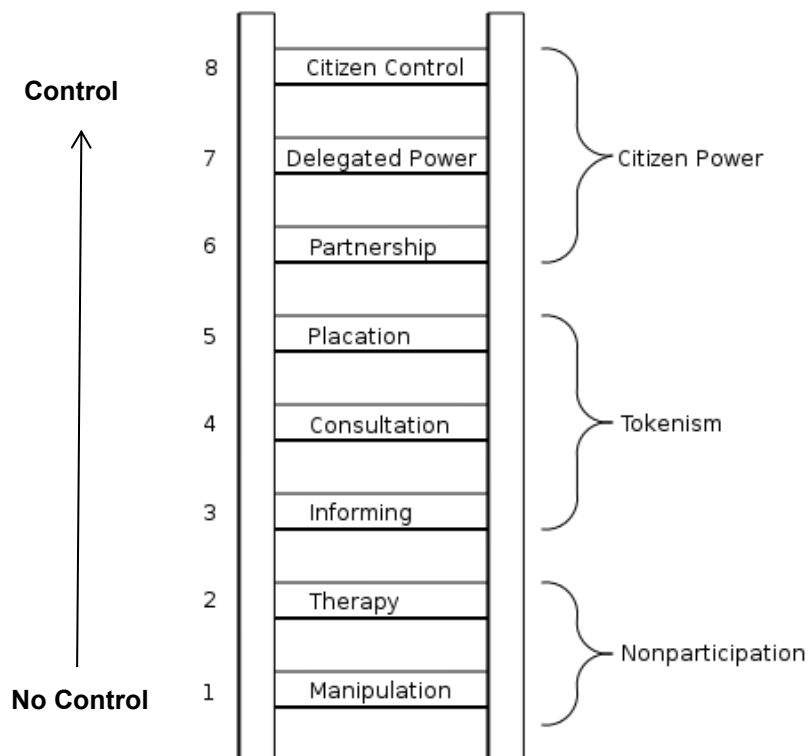 8 Citizen Control
Control
7 Delegated Power Citizen Power
6 Partnership
5 Placation
4 Consultation Tokenism
3 Informing
2 Therapy
Nonparticipation
No Control 1 Manipulation